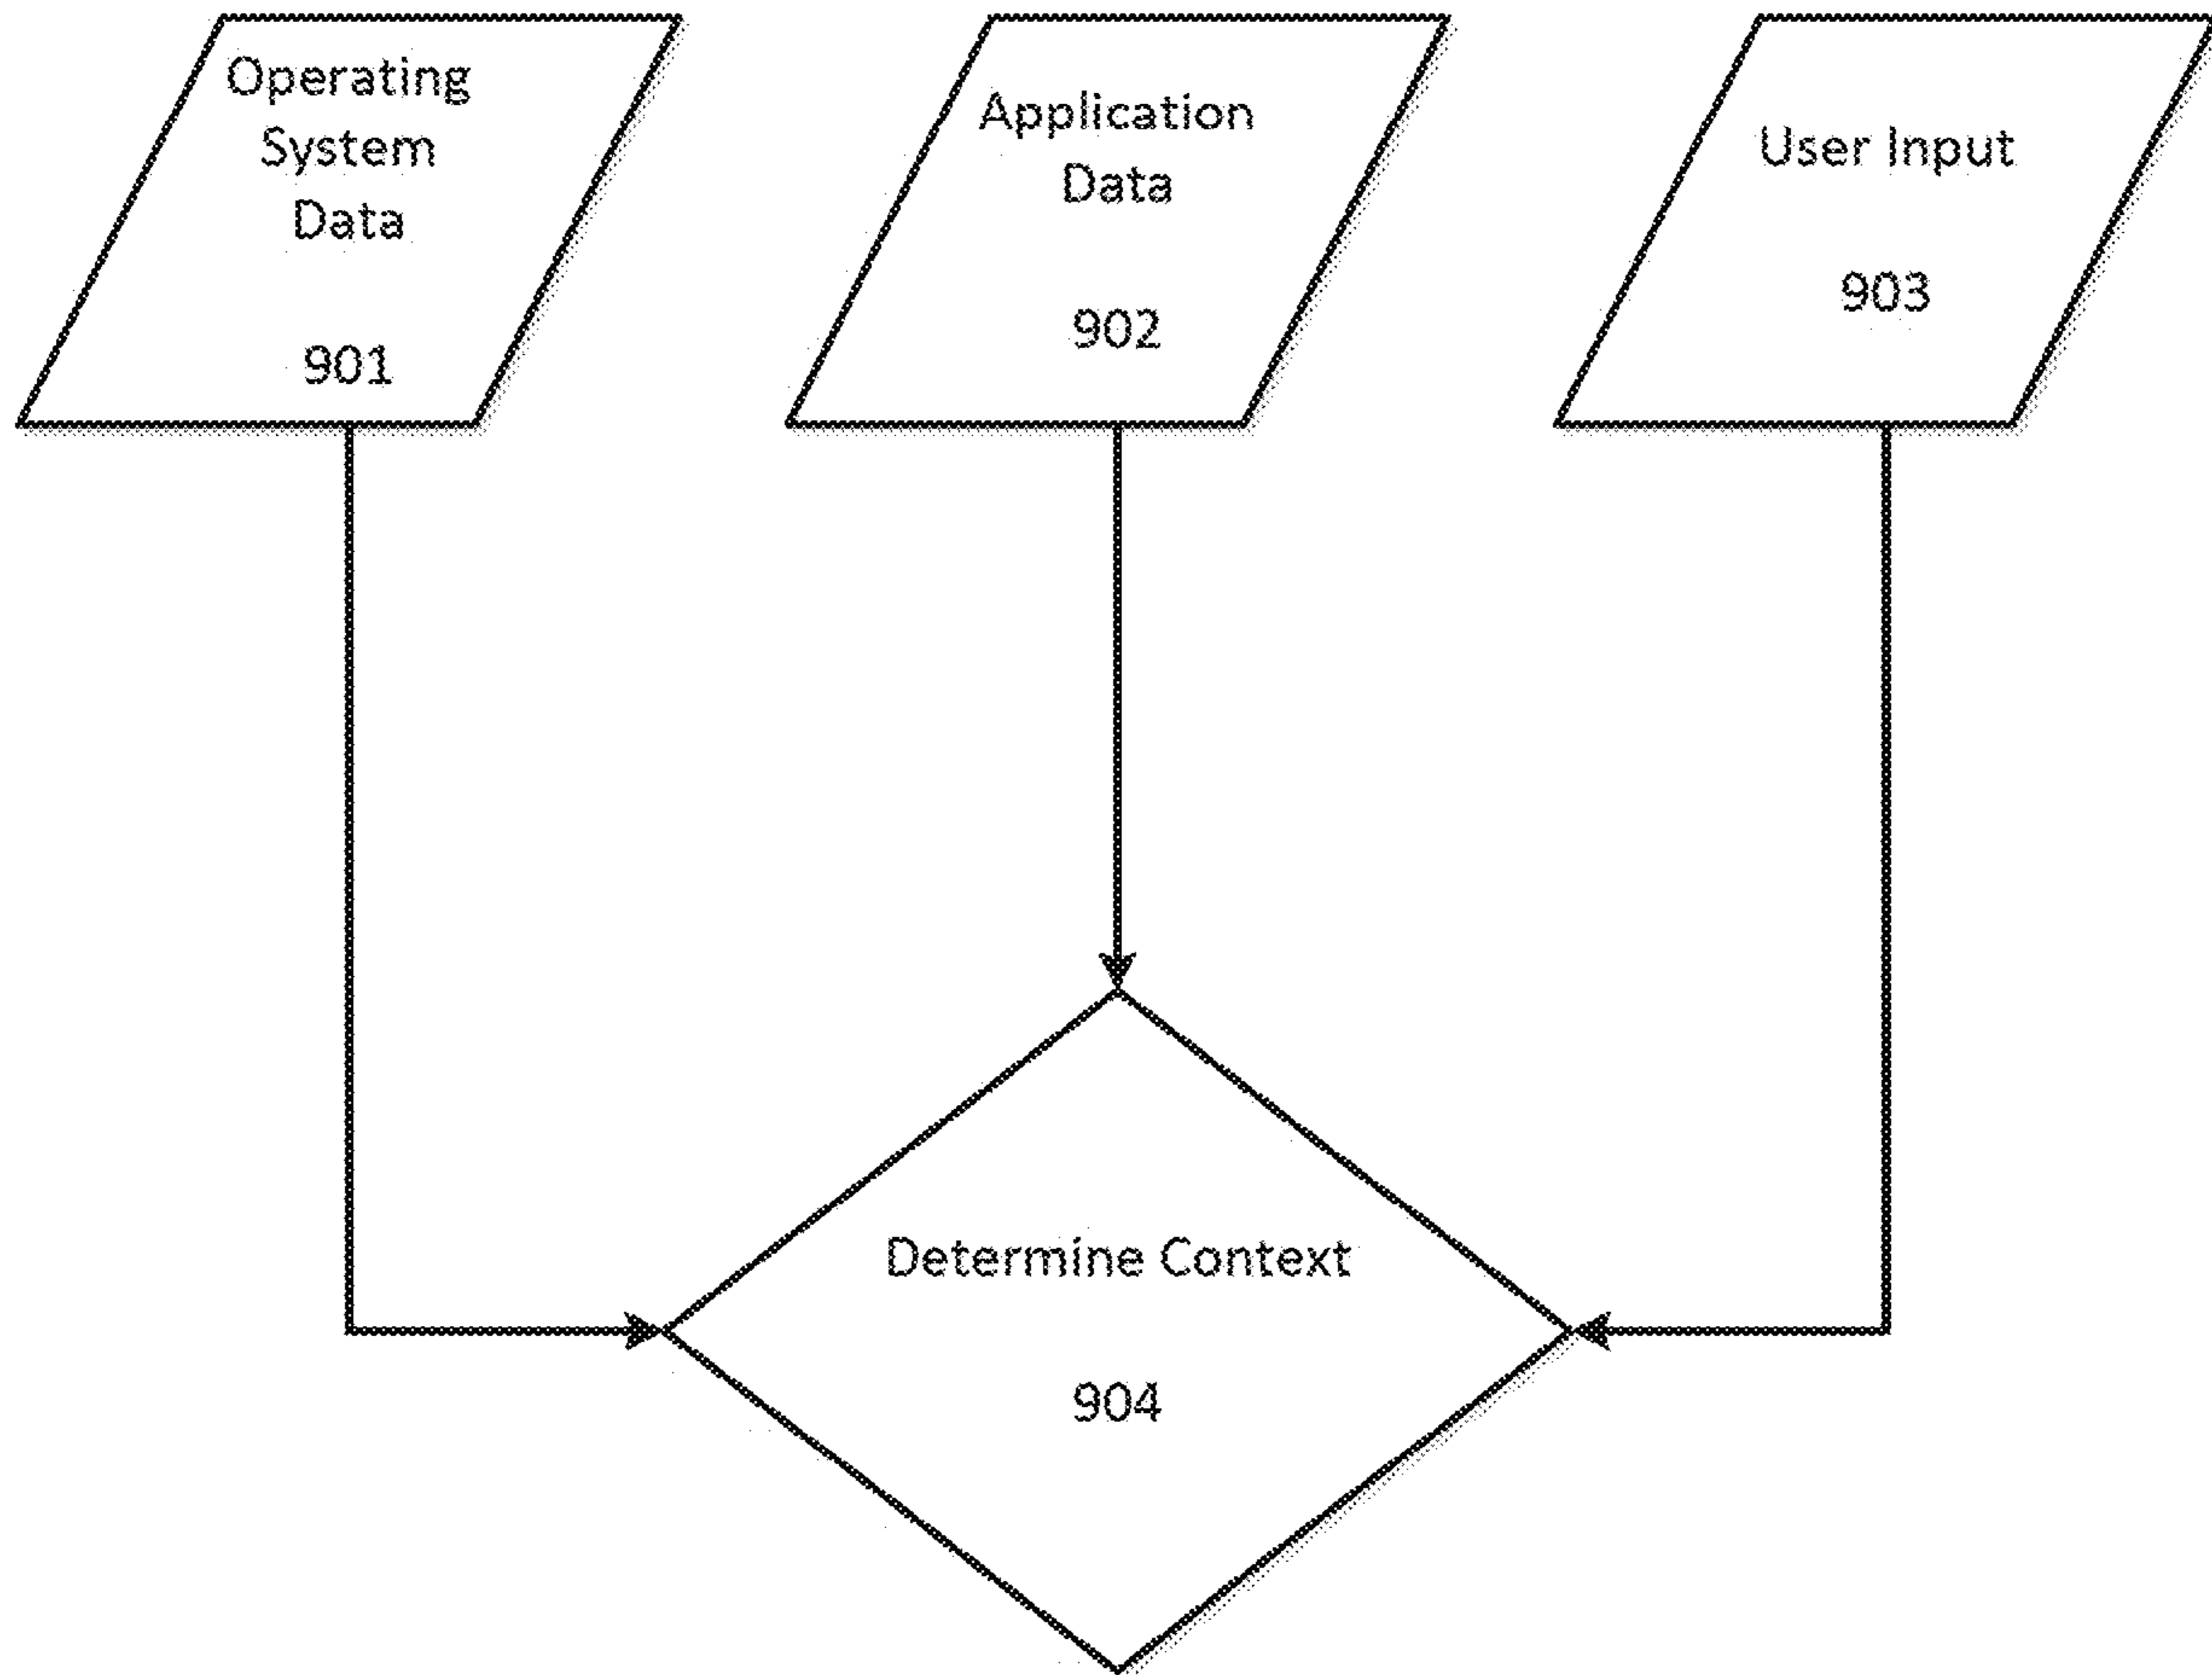 Operating
System
Data
901
Application
Data
902
User Input
903
Determine Context
904